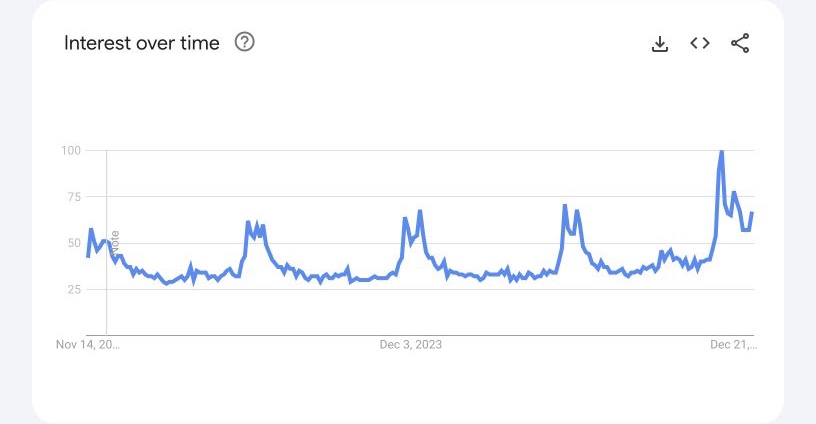 Interest over time
100
75
50
25
Note
Nov 14, 20...
Dec 3, 2023
Dec 21,...